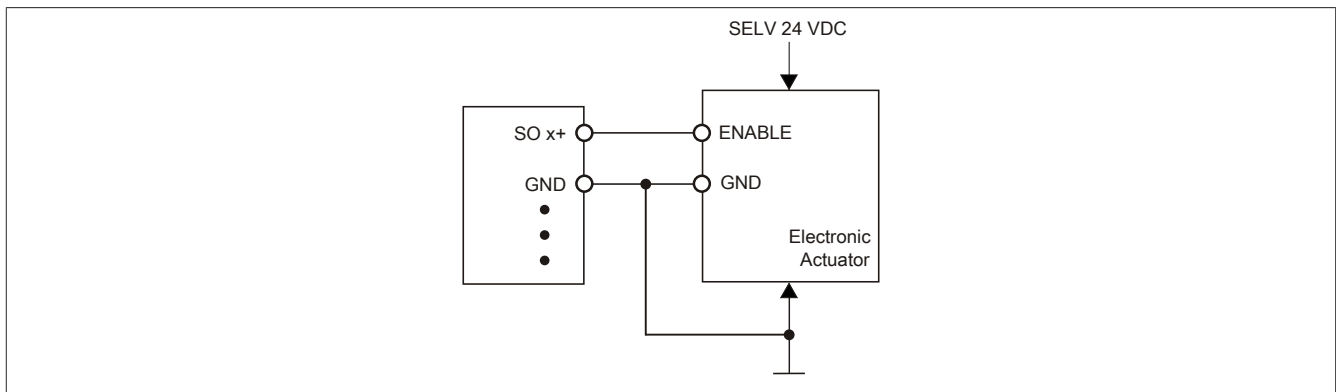 SELV 24 VDC
SO x+
ENABLE
GND
GND
Electronic
Actuator